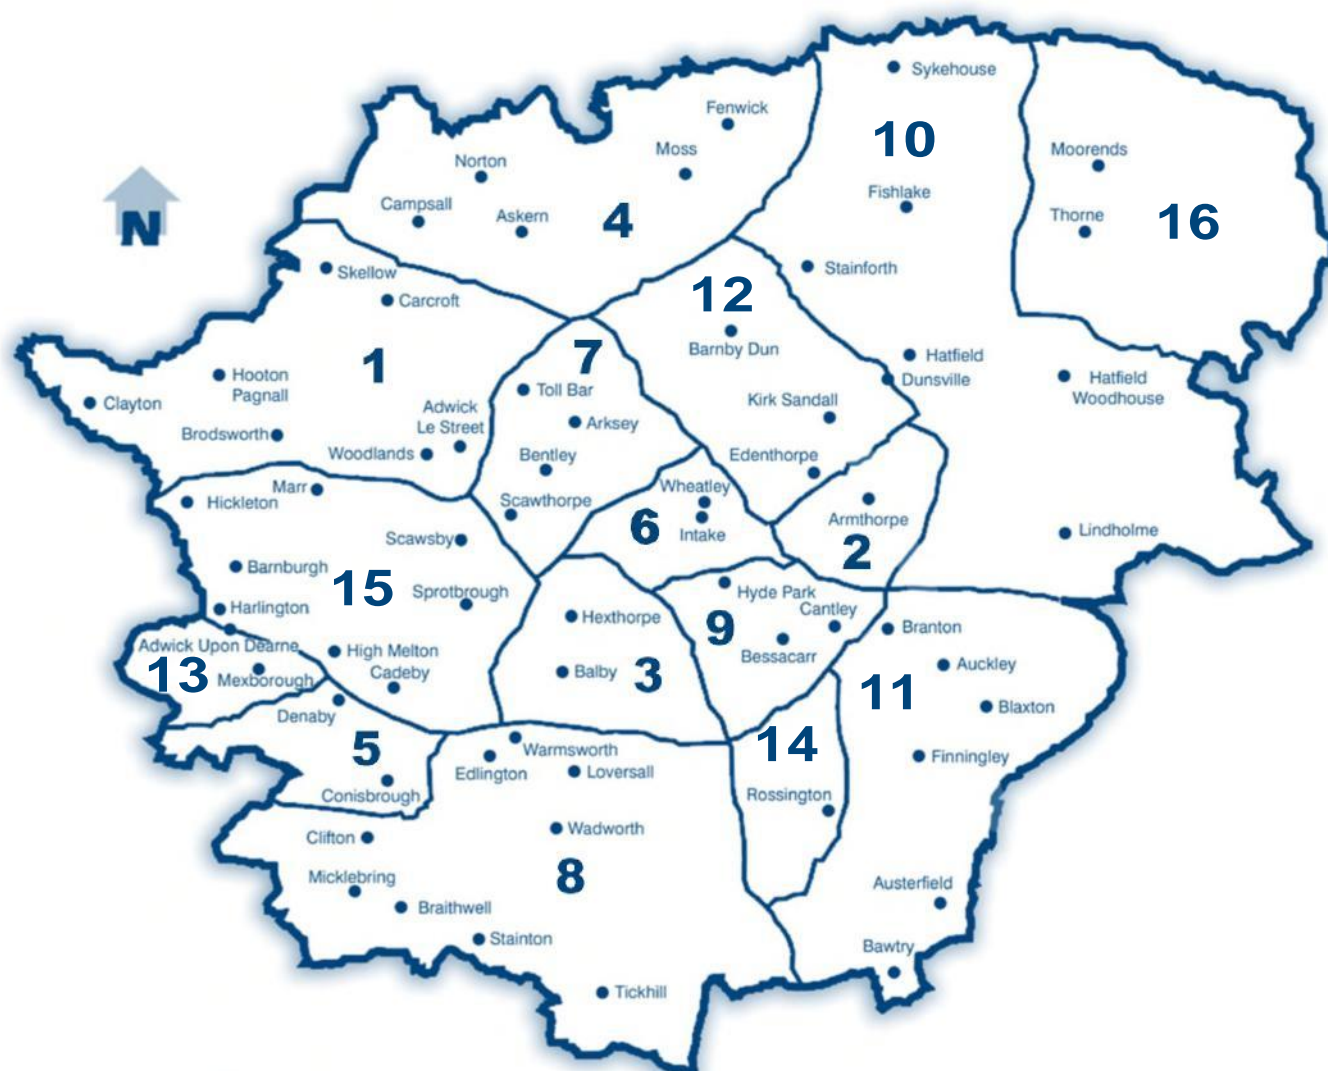 Sykehouse
Fenwick
10
Moss
Moorends
Norton
Fishlake
Campsall
Askern
4
Thorne
16
N
Skellow
Stainforth
Carcroft
12
Barnby Dun
7
Hatfield
1
Hooton
Pagnall
Toll Bar
Dunsville
Hatfield
Woodhouse
Clayton
Kirk Sandall
Adwick
Le Street
Arksey
Brodsworth
Woodlands
Bentley
Edenthorpe
Marr
Wheatley
Hickleton
Scawthorpe
Armthorpe
6
Intake
Lindholme
Scawsby
2
Barnburgh
15
Sprotbrough
Hyde Park
Cantley
Harlington
Hexthorpe
9
Branton
Adwick Upon Dearne
High Melton
Bessacarr
Auckley
13
Mexborough
Cadeby
Balby
3
11
Blaxton
Denaby
5
Warmsworth
14
Finningley
Edlington
Loversall
Conisbrough
Rossington
Clifton
Wadworth
Micklebring
8
Austerfield
Braithwell
Stainton
Bawtry
Tickhill